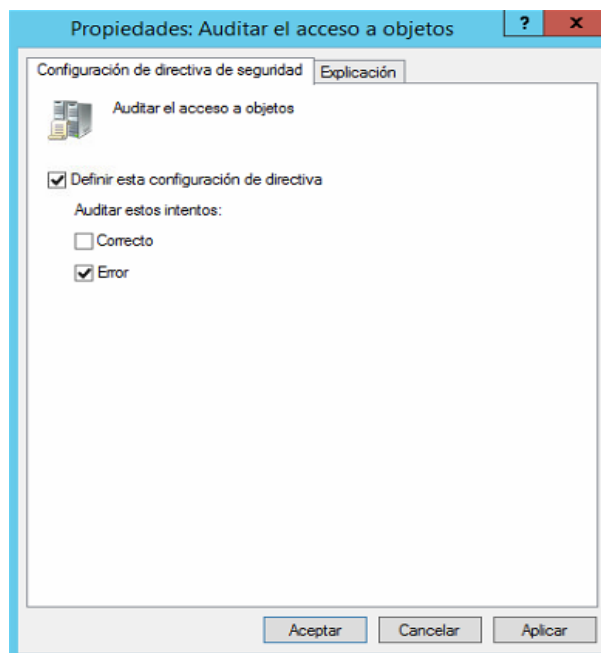 Propiedades: Auditar el acceso a objetos
? x
Configuración de directiva de seguridad Explicación
Auditar el acceso a objetos
Definir esta configuración de directiva
Auditar estos intentos:
Correcto
Error
Aceptar Cancelar Aplicar